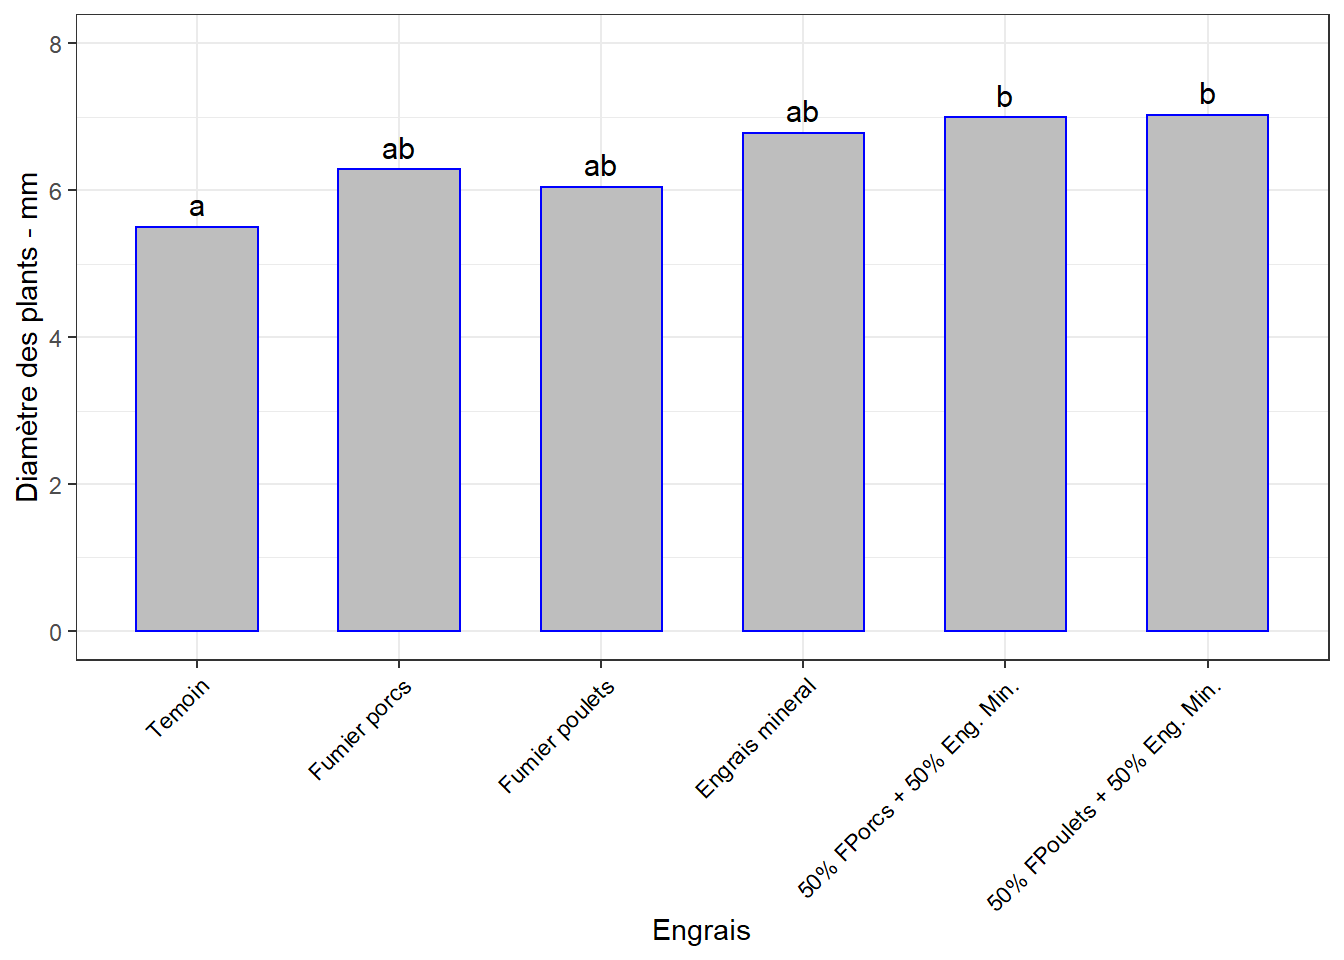 Diamètre des plants - mm
8
6
4
2
0
a
ab
ab
ab
b
b
Temoin
Fumier porcs
Fumier poulets
Engrais mineral
50% FPorcs + 50% Eng. Min.
50% FPoulets + 50% Eng. Min.
Engrais